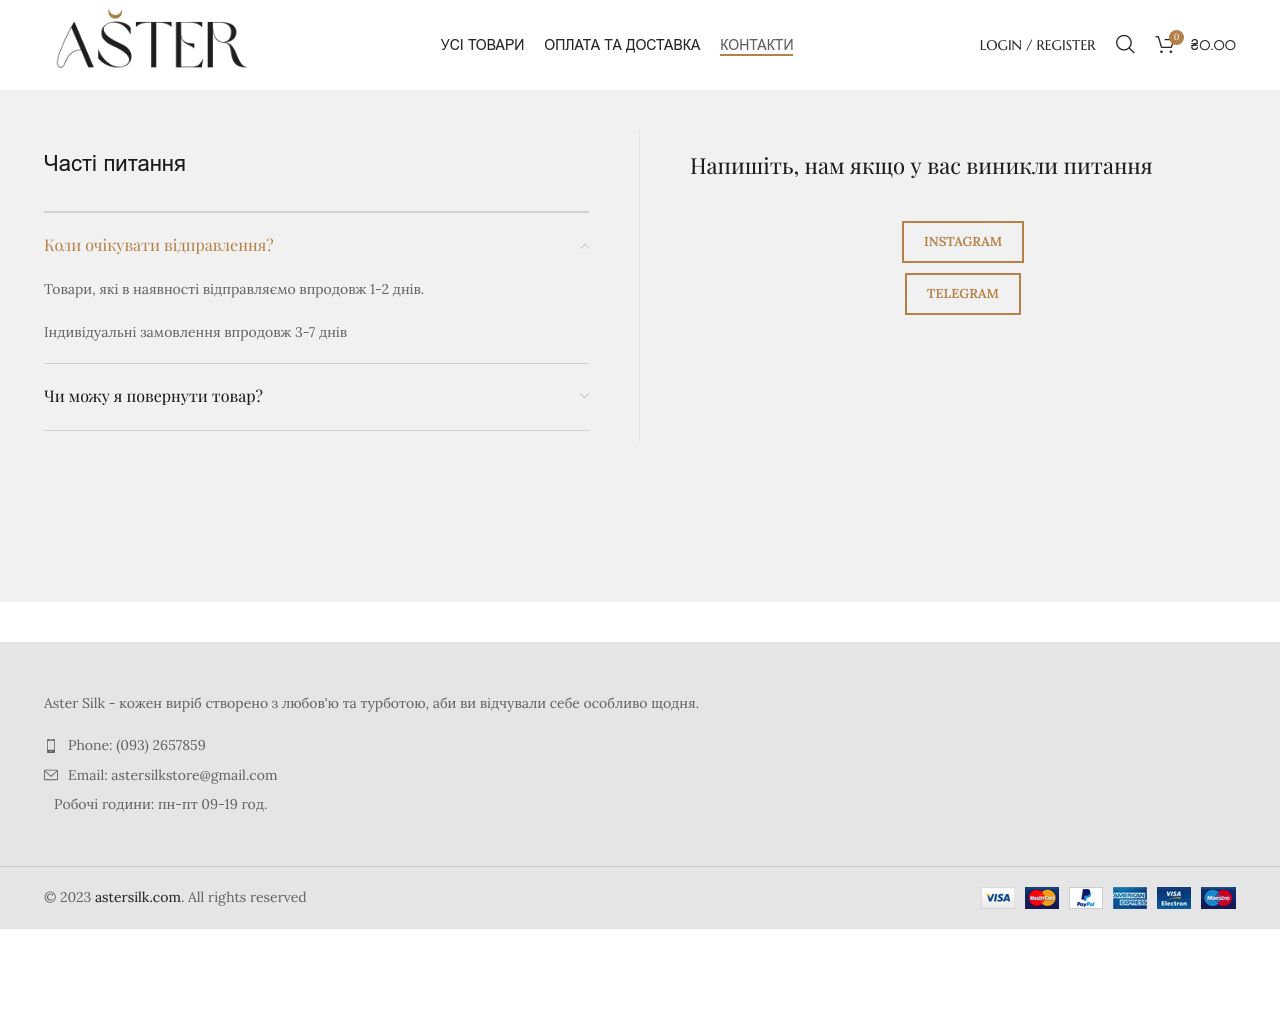 AŠTER
УСІ ТОВАРИ
ОПЛАТА ТА ДОСТАВКА
КОНТАКТИ
LOGIN / REGISTER
0
₴0.00
Часті питання
Коли очікувати відправлення?
Товари, які в наявності відправляємо впродовж 1-2 днів.
Індивідуальні замовлення впродовж 3-7 днів
Чи можу я повернути товар?
Напишіть, нам якщо у вас виникли питання
INSTAGRAM
TELEGRAM
Aster Silk - кожен виріб створено з любов'ю та турботою, аби ви відчували себе особливо щодня.
Phone: (093) 2657859
Email: astersilkstore@gmail.com
Робочі години: пн-пт 09-19 год.
© 2023 astersilk.com. All rights reserved
VISA
MasterCard
PayPal
AMERICAN EXPRESS
VISA Electron
Maestro